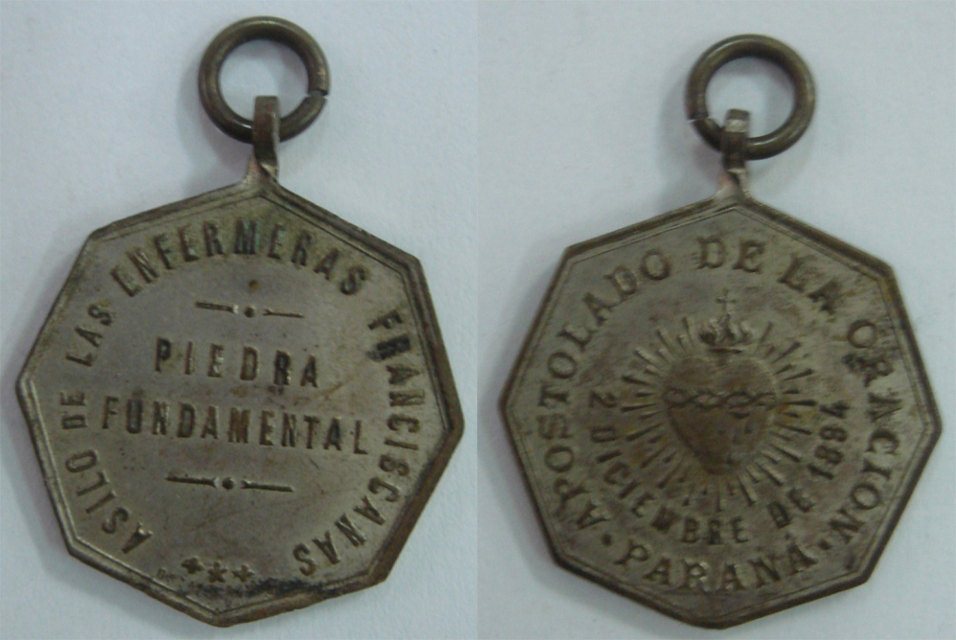 ASILO DE LAS ENFERMERAS FRANCISCANAS
PIEDRA
FUNDAMENTAL
APOSTOLADO DE LA ORACION
2 DICIEMBRE DE 1894
· PARANÁ ·